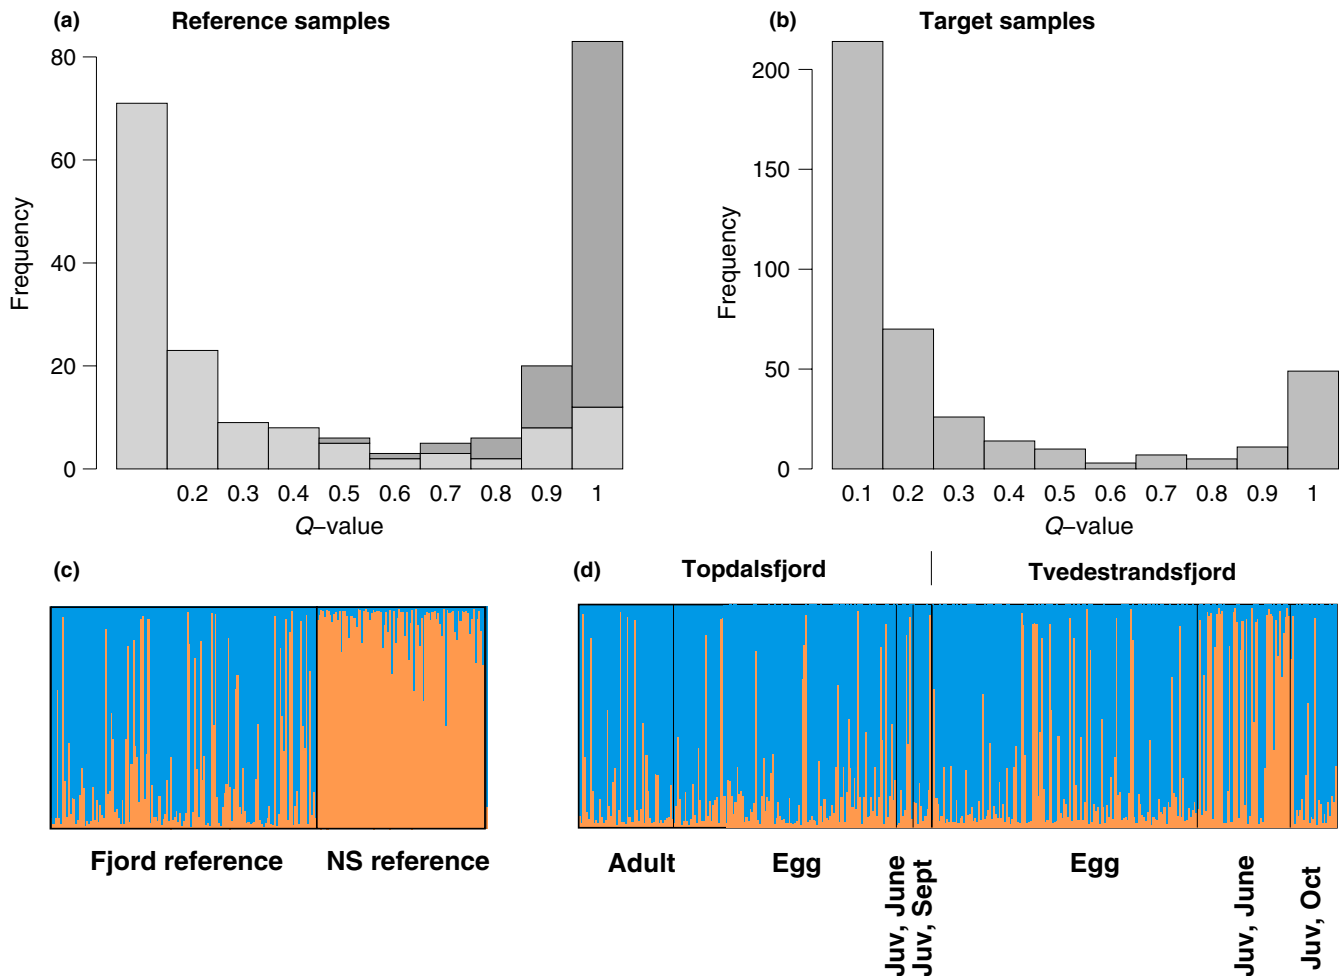 (a) Reference samples
80
60
40
20
0
Frequency
0.2 0.3 0.4 0.5 0.6 0.7 0.8 0.9 1
Q–value
(b) Target samples
200
150
100
50
0
Frequency
0.1 0.2 0.3 0.4 0.5 0.6 0.7 0.8 0.9 1
Q–value
(c)
Fjord reference NS reference
(d) Topdalsfjord Tvedestrandsfjord
Adult Egg Juv, June Juv, Sept Egg Juv, June Juv, Oct